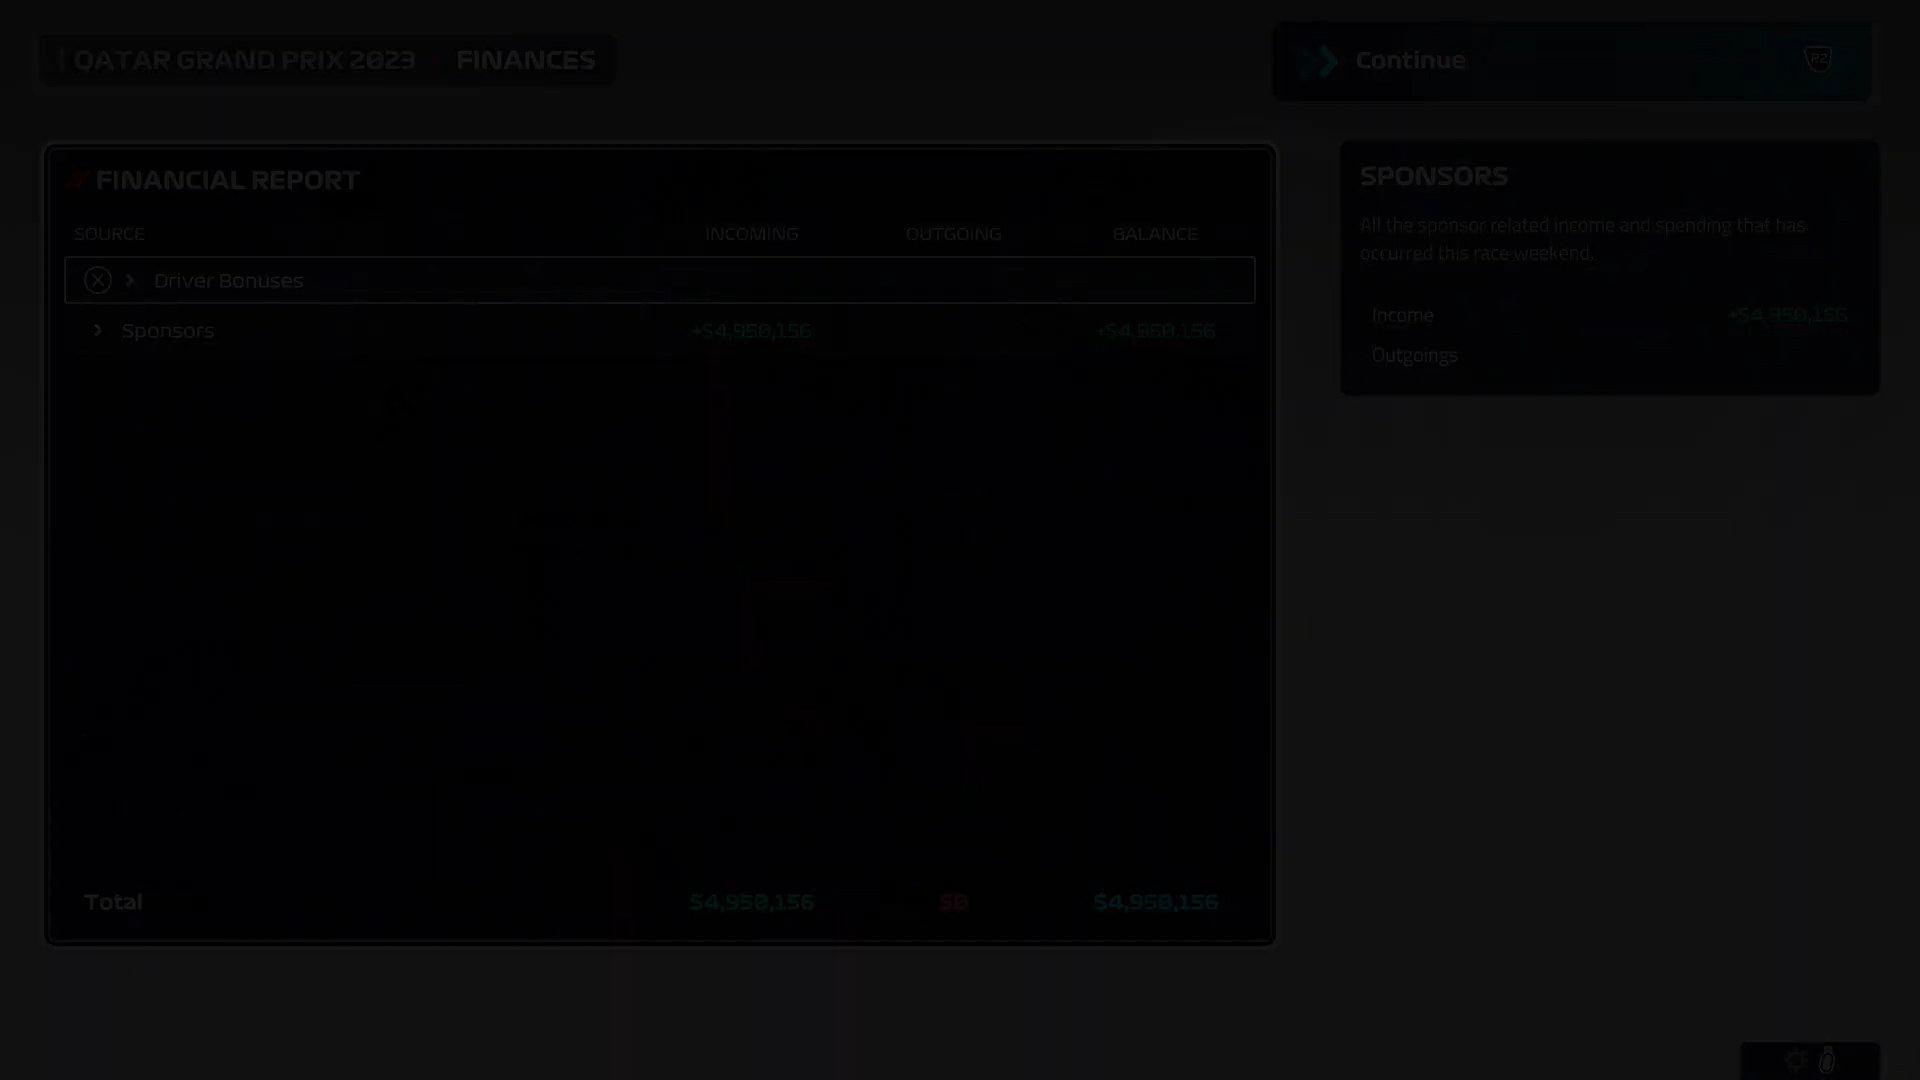 QATAR GRAND PRIX 2023 FINANCES
Continue
R2
FINANCIAL REPORT
SOURCE INCOMING OUTGOING BALANCE
Driver Bonuses
Sponsors +$4,950,156 +$4,950,156
Total $4,950,156 $0 $4,950,156
SPONSORS
All the sponsor related income and spending that has
occurred this race weekend.
Income +$4,950,156
Outgoings